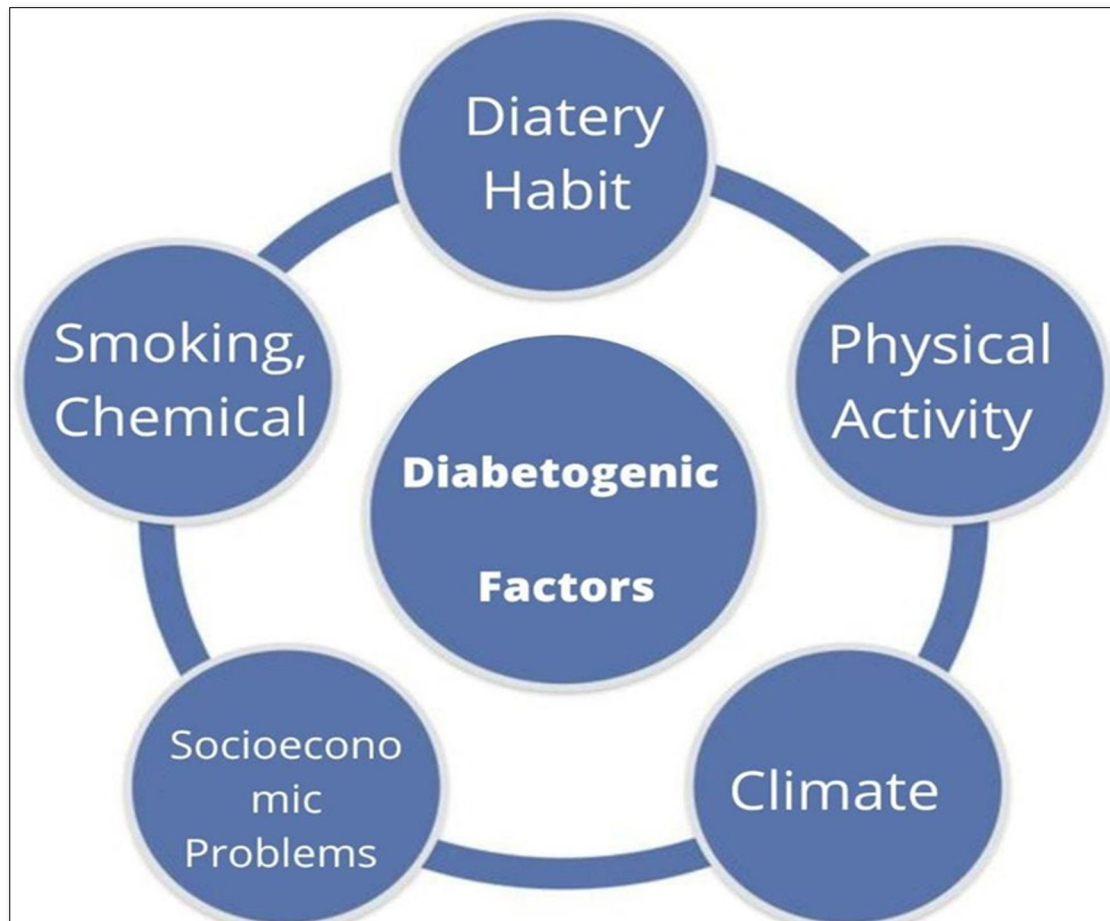 Diatery
Habit
Smoking,
Chemical
Physical
Activity
Diabetogenic
Factors
Socioecono
mic
Problems
Climate